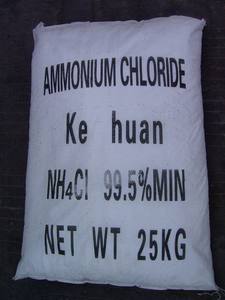 AMMONIUM CHLORIDE
Ke huan
NH₄Cl 99.5%MIN
NET WT 25KG